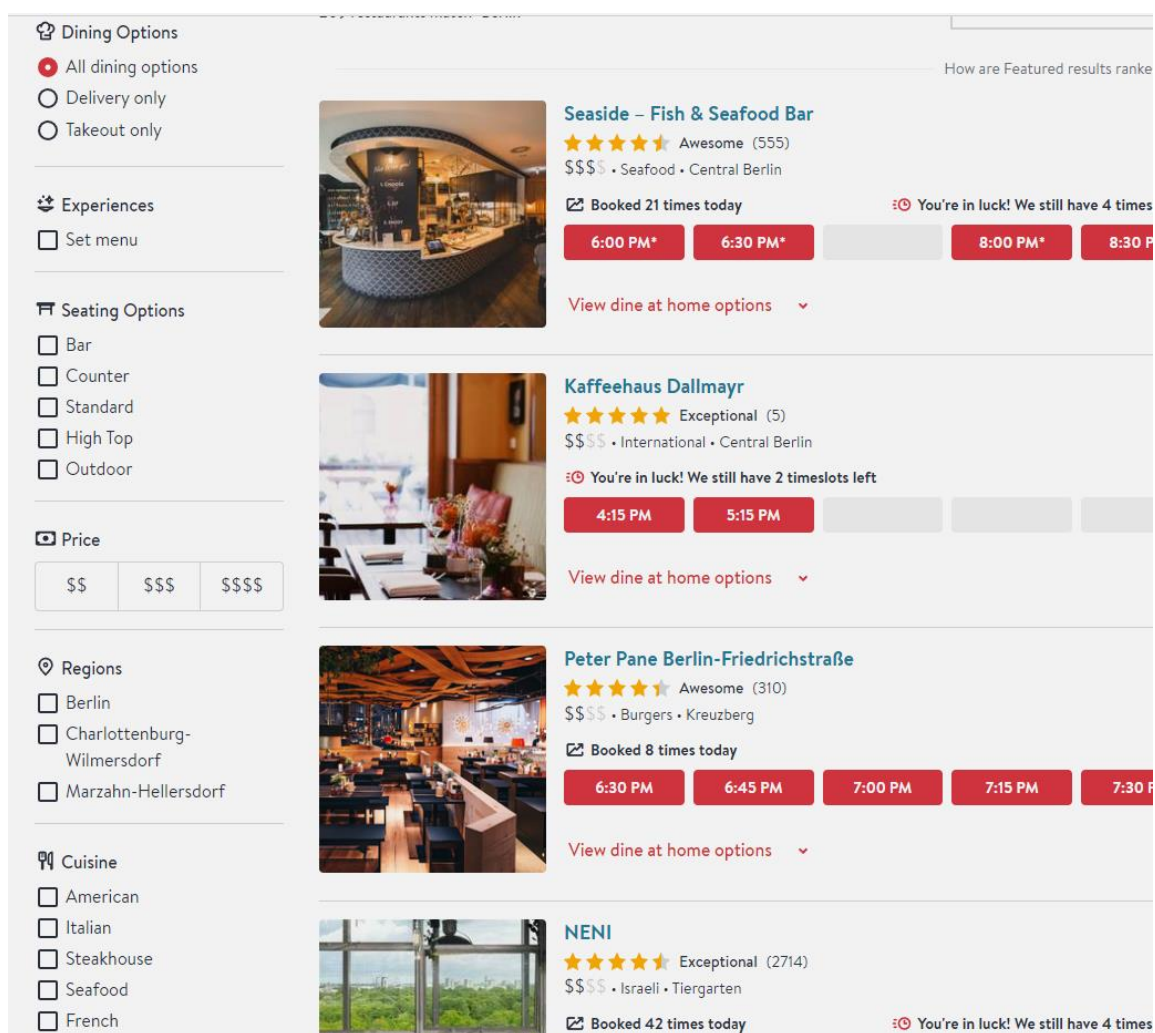 Dining Options
All dining options
Delivery only
Takeout only
Experiences
Set menu
Seating Options
Bar
Counter
Standard
High Top
Outdoor
Price
$$ $$$ $$$$
Regions
Berlin
Charlottenburg-
Wilmersdorf
Marzahn-Hellersdorf
Cuisine
American
Italian
Steakhouse
Seafood
French
How are Featured results ranke
Seaside – Fish & Seafood Bar
Awesome (555)
$$$$ • Seafood • Central Berlin
Booked 21 times today
You're in luck! We still have 4 times
6:00 PM* 6:30 PM* 8:00 PM* 8:30 P
View dine at home options
Kaffeehaus Dallmayr
Exceptional (5)
$$$$ • International • Central Berlin
You're in luck! We still have 2 timeslots left
4:15 PM 5:15 PM
View dine at home options
Peter Pane Berlin-Friedrichstraße
Awesome (310)
$$$$ • Burgers • Kreuzberg
Booked 8 times today
6:30 PM 6:45 PM 7:00 PM 7:15 PM 7:30 P
View dine at home options
NENI
Exceptional (2714)
$$$$ • Israeli • Tiergarten
Booked 42 times today
You're in luck! We still have 4 times